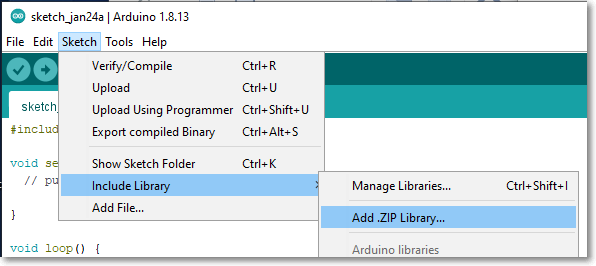 sketch_jan24a | Arduino 1.8.13
File Edit Sketch Tools Help
Verify/Compile Ctrl+R
Upload Ctrl+U
Upload Using Programmer Ctrl+Shift+U
Export compiled Binary Ctrl+Alt+S
sketch_
#includ
Show Sketch Folder Ctrl+K
void se
Include Library
// pu
Add File...
}
void loop() {
Manage Libraries... Ctrl+Shift+I
Add .ZIP Library...
Arduino libraries